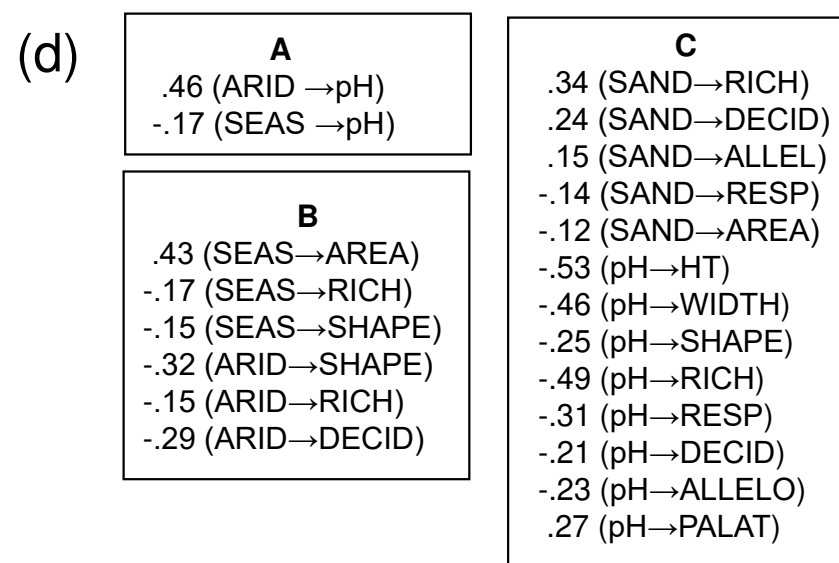 (d)
A
.46 (ARID →pH)
-.17 (SEAS →pH)
B
.43 (SEAS→AREA)
-.17 (SEAS→RICH)
-.15 (SEAS→SHAPE)
-.32 (ARID→SHAPE)
-.15 (ARID→RICH)
-.29 (ARID→DECID)
C
.34 (SAND→RICH)
.24 (SAND→DECID)
.15 (SAND→ALLEL)
-.14 (SAND→RESP)
-.12 (SAND→AREA)
-.53 (pH→HT)
-.46 (pH→WIDTH)
-.25 (pH→SHAPE)
-.49 (pH→RICH)
-.31 (pH→RESP)
-.21 (pH→DECID)
-.23 (pH→ALLELO)
.27 (pH→PALAT)